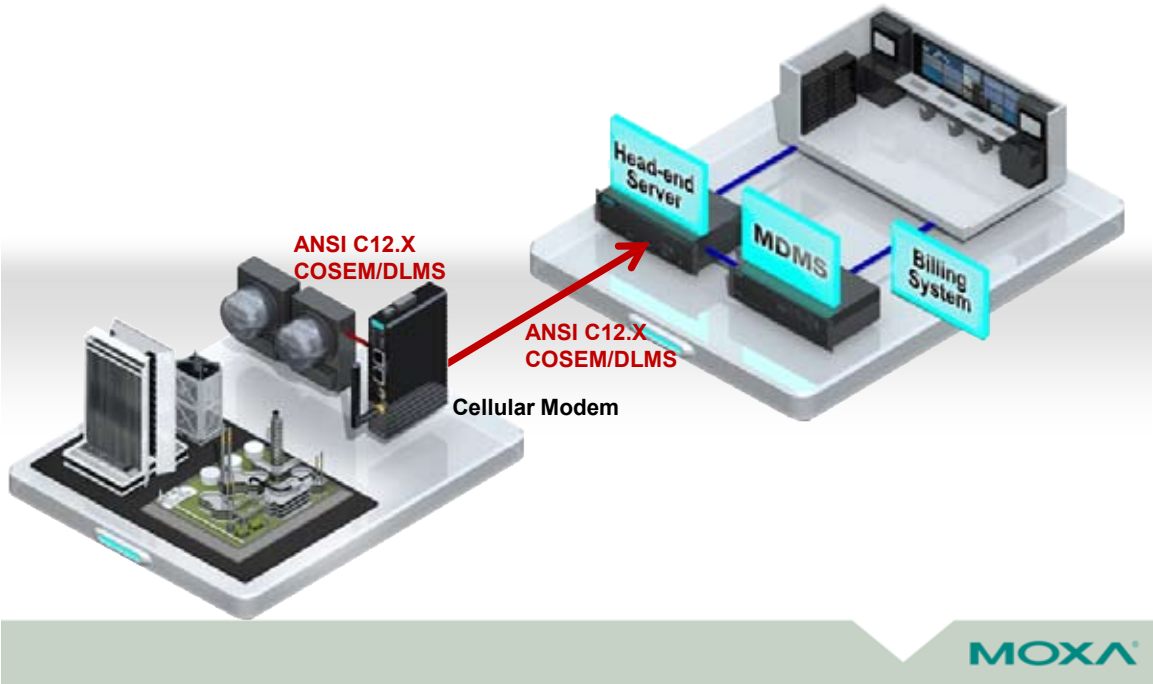 Head-end
Server
MDMS
Billing
System
ANSI C12.X
COSEM/DLMS
ANSI C12.X
COSEM/DLMS
Cellular Modem
MOXA